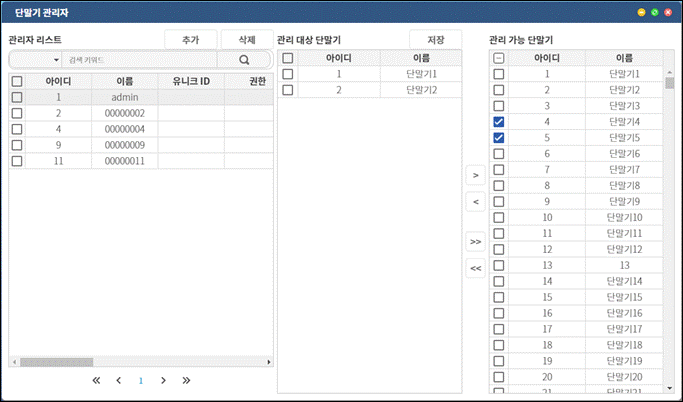 단말기 관리자
관리자 리스트 추가 삭제
검색 키워드
아이디 이름 유니크 ID 권한
1 admin
2 00000002
4 00000004
9 00000009
11 00000011
« < 1 > »
관리 대상 단말기 저장
아이디 이름
1 단말기1
2 단말기2
>
<
>>
<<
관리 가능 단말기
아이디 이름
1 단말기1
2 단말기2
3 단말기3
4 단말기4
5 단말기5
6 단말기6
7 단말기7
8 단말기8
9 단말기9
10 단말기10
11 단말기11
12 단말기12
13 13
14 단말기14
15 단말기15
16 단말기16
17 단말기17
18 단말기18
19 단말기19
20 단말기20
21 단말기21